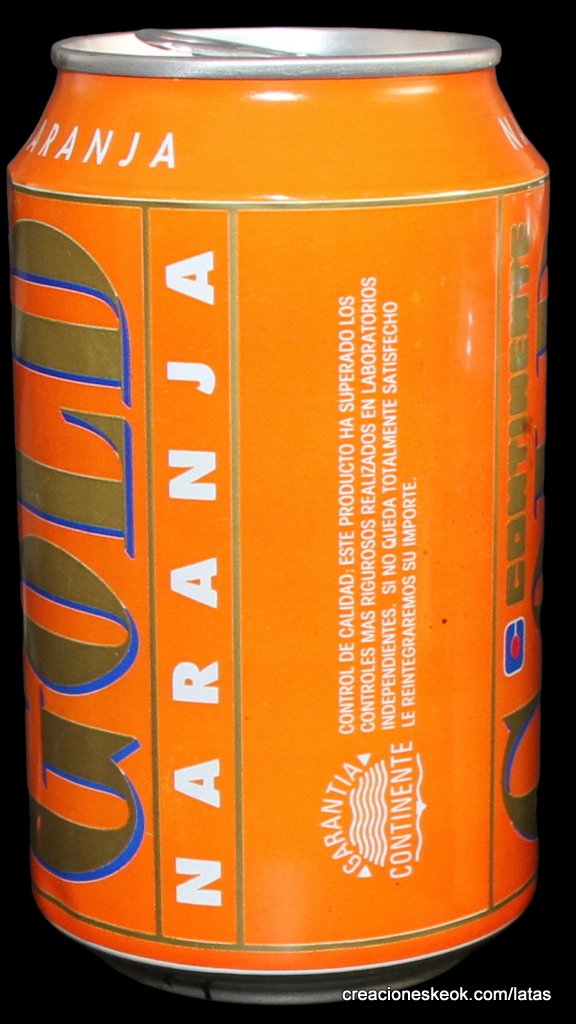 ARANJA
GOLD
NARANJA
CONTROL DE CALIDAD: ESTE PRODUCTO HA SUPERADO LOS
CONTROLES MAS RIGUROSOS REALIZADOS EN LABORATORIOS
INDEPENDIENTES. SI NO QUEDA TOTALMENTE SATISFECHO
LE REINTEGRAREMOS SU IMPORTE.
GARANTIA
CONTINENTE
CONTINENTE
creacioneskeok.com/latas